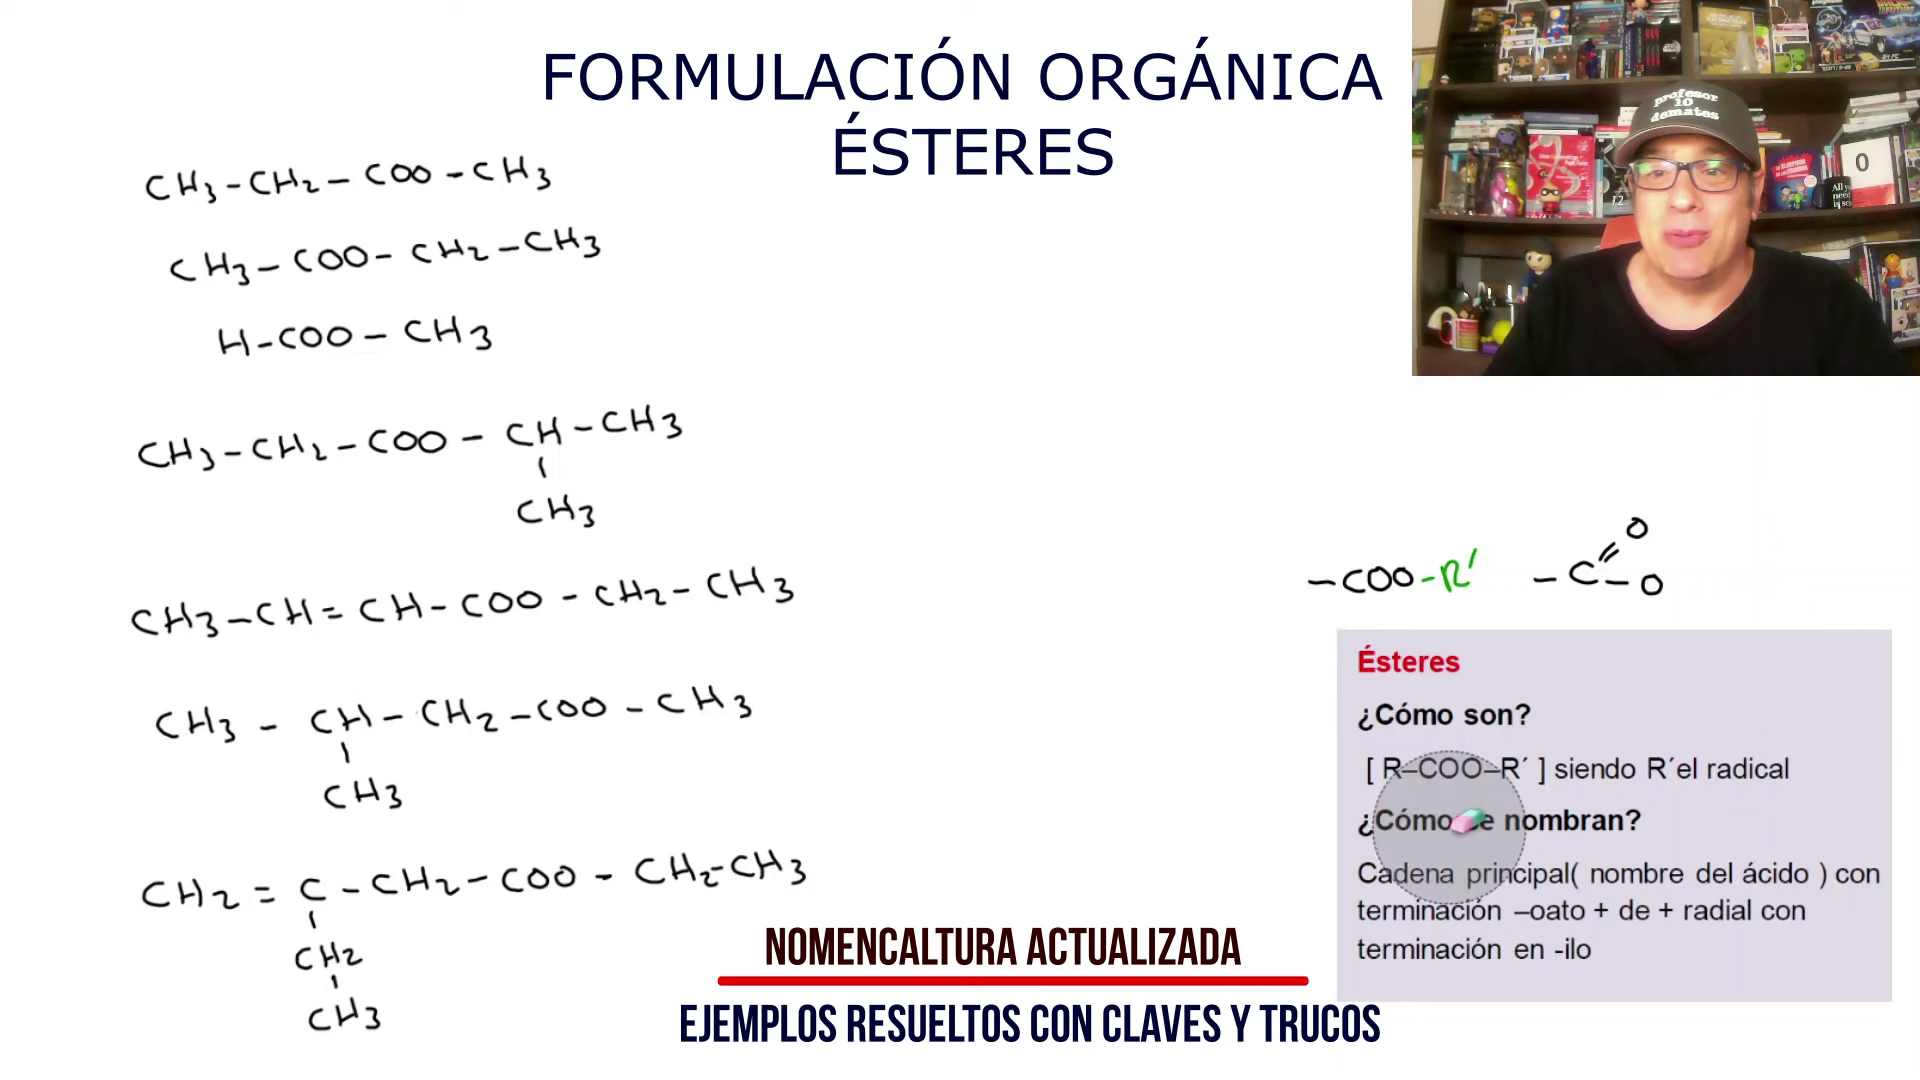 FORMULACIÓN ORGÁNICA
ÉSTERES
profesor
10
demates
CH3-CH2-COO-CH3
CH3-COO-CH2-CH3
H-COO-CH3
CH3-CH2-COO-CH-CH3
CH3
CH3-CH=CH-COO-CH2-CH3
CH3-CH-CH2-COO-CH3
CH3
CH2=C-CH2-COO-CH2-CH3
CH2
CH3
-COO-R' -C=O-O
Ésteres
¿Cómo son?
[ R–COO–R´ ] siendo R´el radical
¿Cómo se nombran?
Cadena principal( nombre del ácido ) con
terminación –oato + de + radial con
terminación en -ilo
NOMENCALTURA ACTUALIZADA
EJEMPLOS RESUELTOS CON CLAVES Y TRUCOS